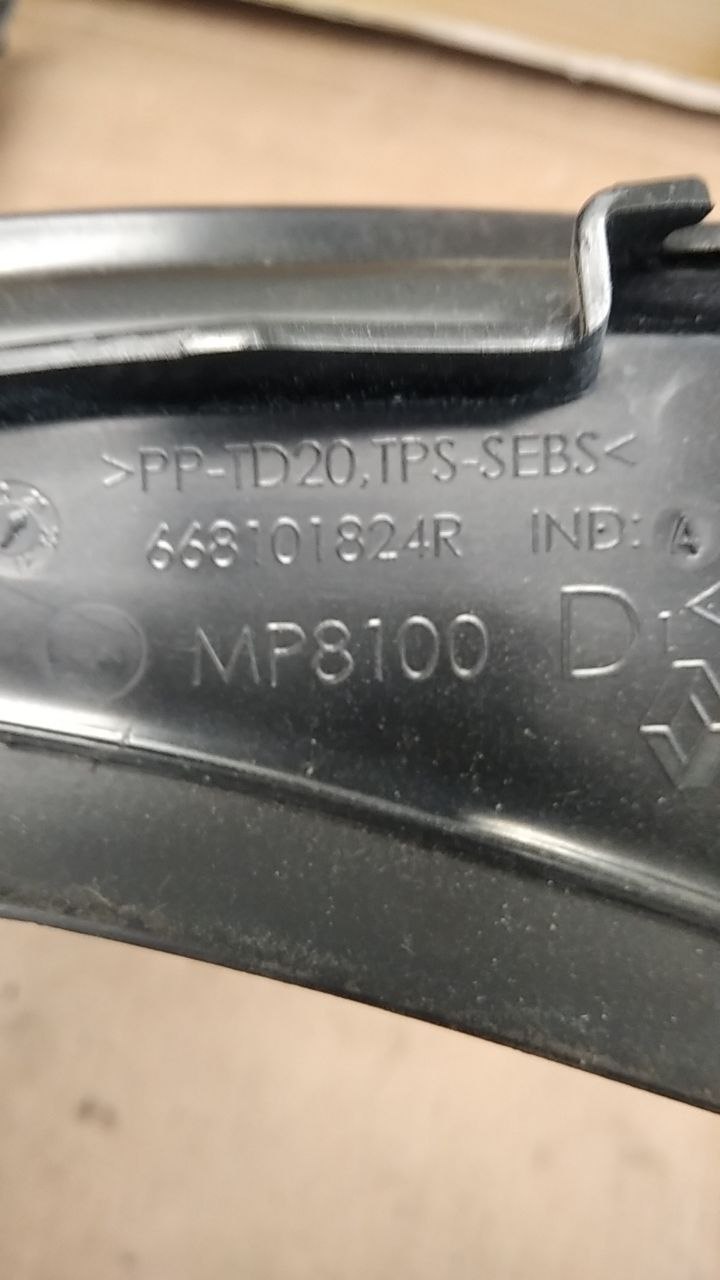 >PP-TD20,TPS-SEBS<
668101824R IND: A
MP8100 D